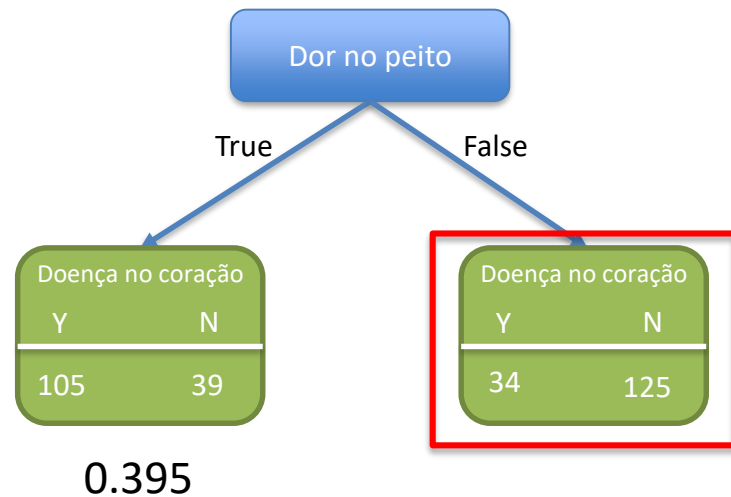 Dor no peito
True False
Doença no coração
Y N
105 39
Doença no coração
Y N
34 125
0.395